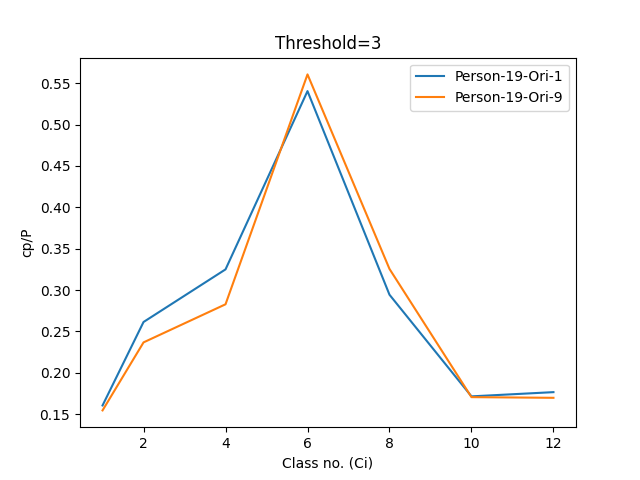 Threshold=3
Person-19-Ori-1
Person-19-Ori-9
cp/P
0.55
0.50
0.45
0.40
0.35
0.30
0.25
0.20
0.15
2 4 6 8 10 12
Class no. (Ci)